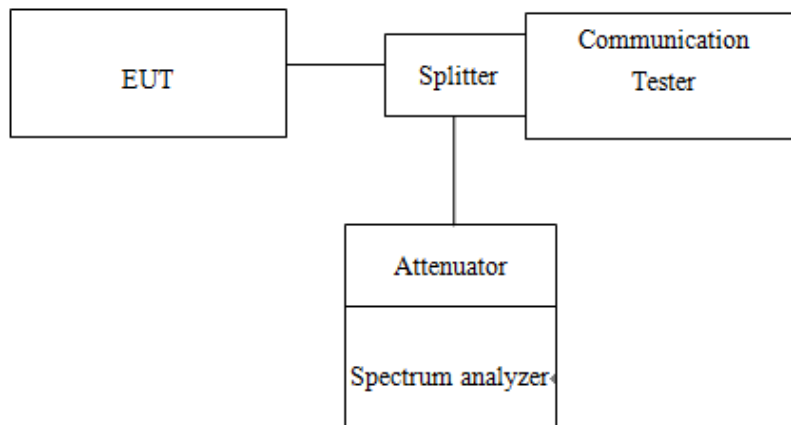 EUT
Splitter
Communication
Tester
Attenuator
Spectrum analyzer